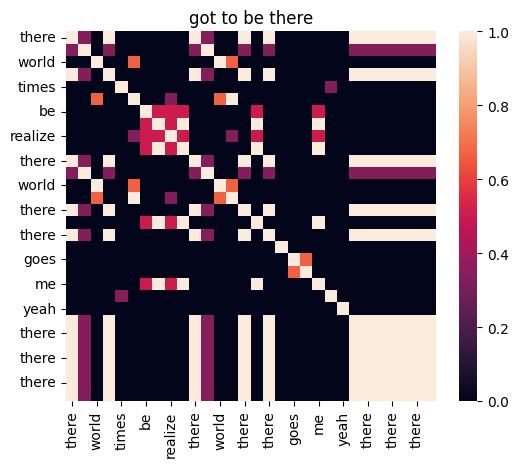 got to be there
there
world
times
be
realize
there
world
there
there
goes
me
yeah
there
there
there
1.0
0.8
0.6
0.4
0.2
0.0
there
world
times
be
realize
there
world
there
there
goes
me
yeah
there
there
there